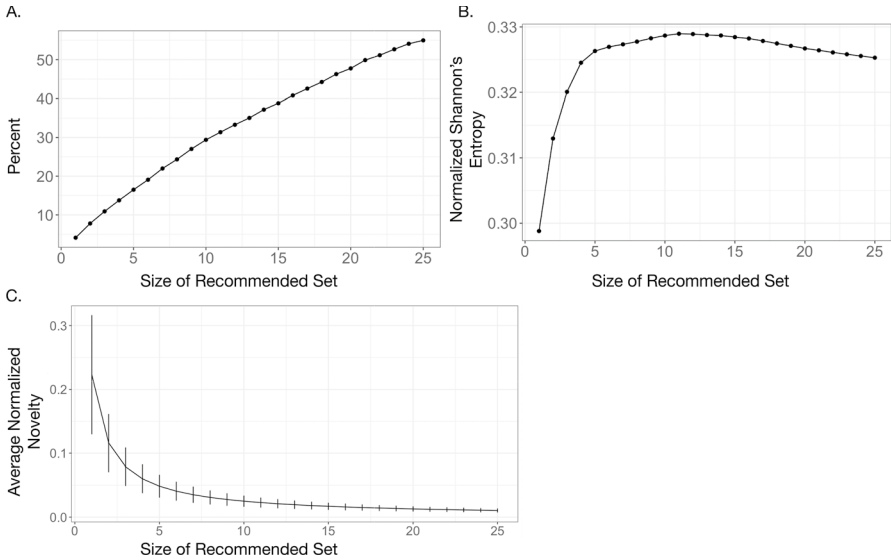 A.
Percent
50
40
30
20
10
0 5 10 15 20 25
Size of Recommended Set
B.
Normalized Shannon's
Entropy
0.33
0.32
0.31
0.30
0 5 10 15 20 25
Size of Recommended Set
C.
Average Normalized
Novelty
0.3
0.2
0.1
0.0
0 5 10 15 20 25
Size of Recommended Set